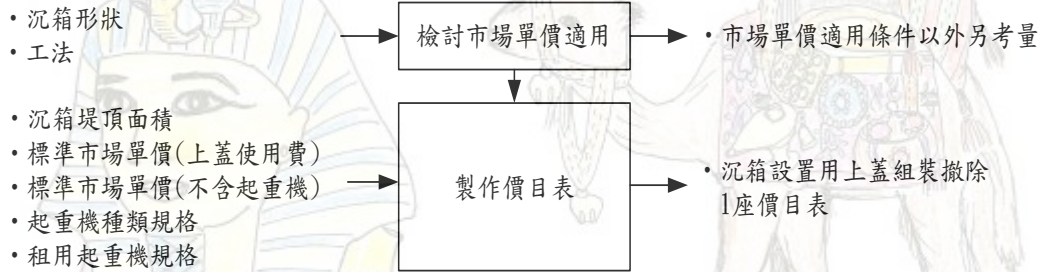 ・沉箱形狀
・工法
檢討市場單價適用
・市場單價適用條件以外另考量
・沉箱堤頂面積
・標準市場單價(上蓋使用費)
・標準市場單價(不含起重機)
・起重機種類規格
・租用起重機規格
製作價目表
・沉箱設置用上蓋組裝撤除
1座價目表